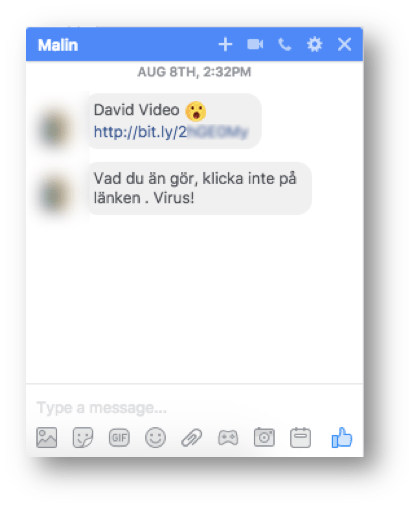 Malin
AUG 8TH, 2:32PM
David Video 😮
http://bit.ly/2
Vad du än gör, klicka inte på
länken . Virus!
Type a message...
GIF